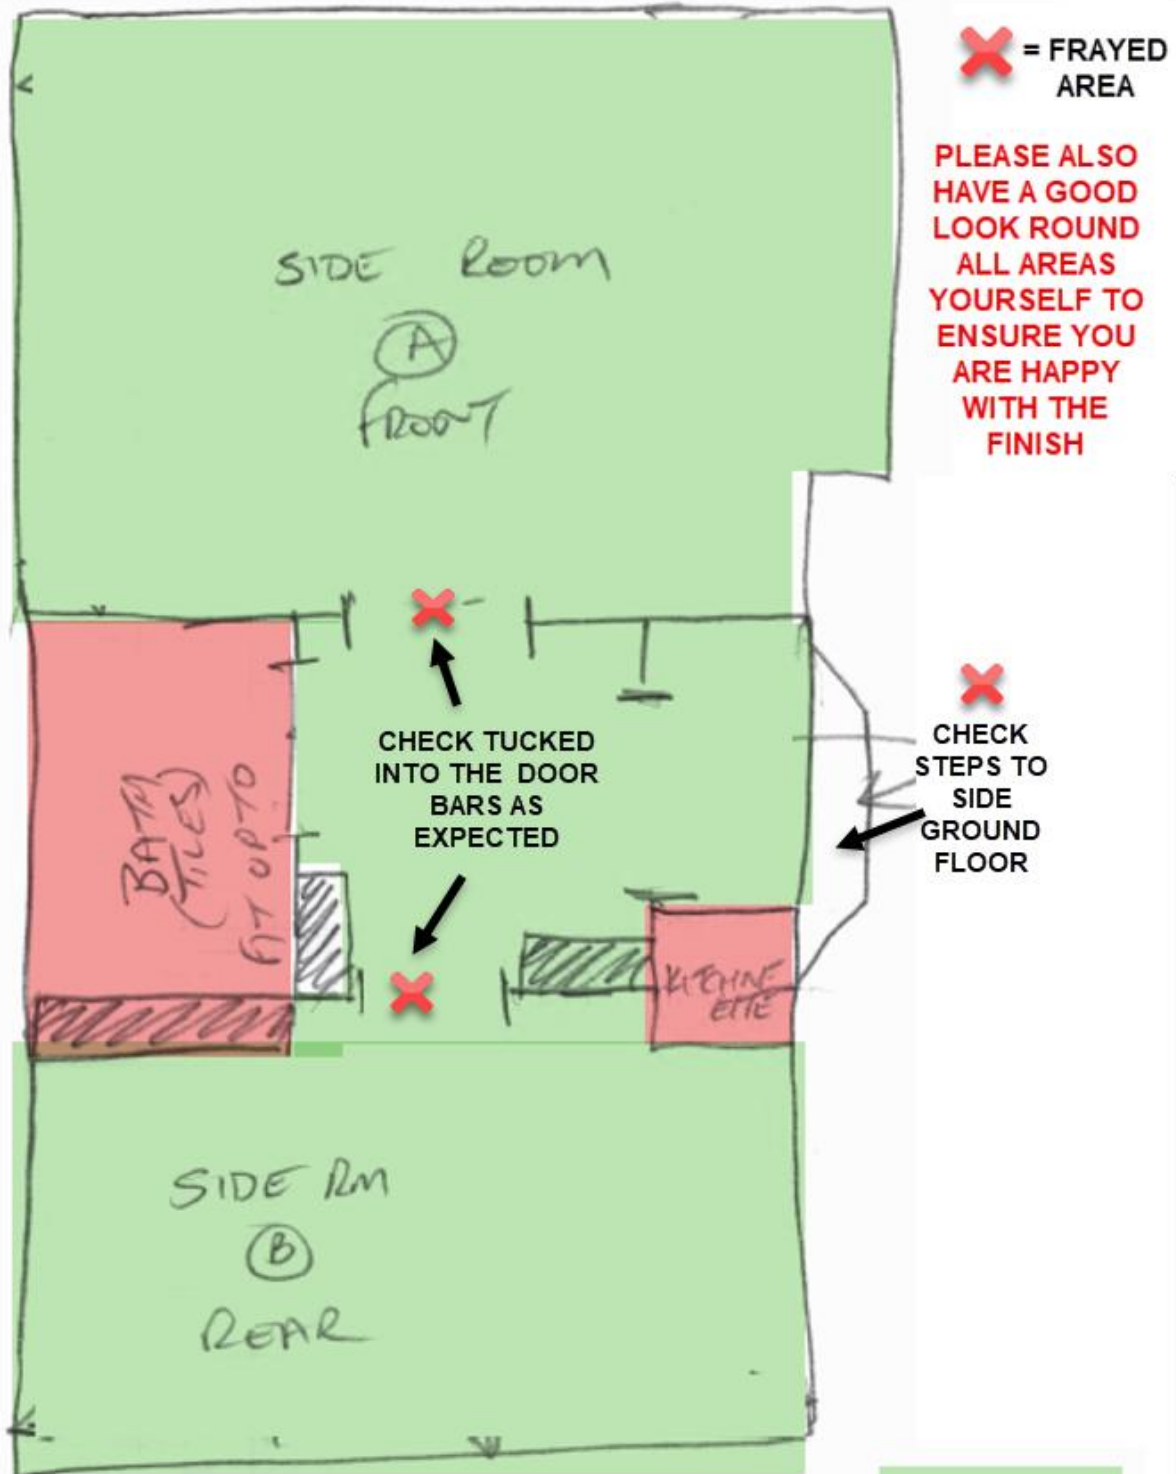 = FRAYED
AREA
PLEASE ALSO
HAVE A GOOD
LOOK ROUND
ALL AREAS
YOURSELF TO
ENSURE YOU
ARE HAPPY
WITH THE
FINISH
SIDE ROOM
A
FRONT
CHECK TUCKED
INTO THE DOOR
BARS AS
EXPECTED
CHECK
STEPS TO
SIDE
GROUND
FLOOR
BATH
(TILES)
FIT UP TO
KITCHNE
ETTE
SIDE RM
B
REAR